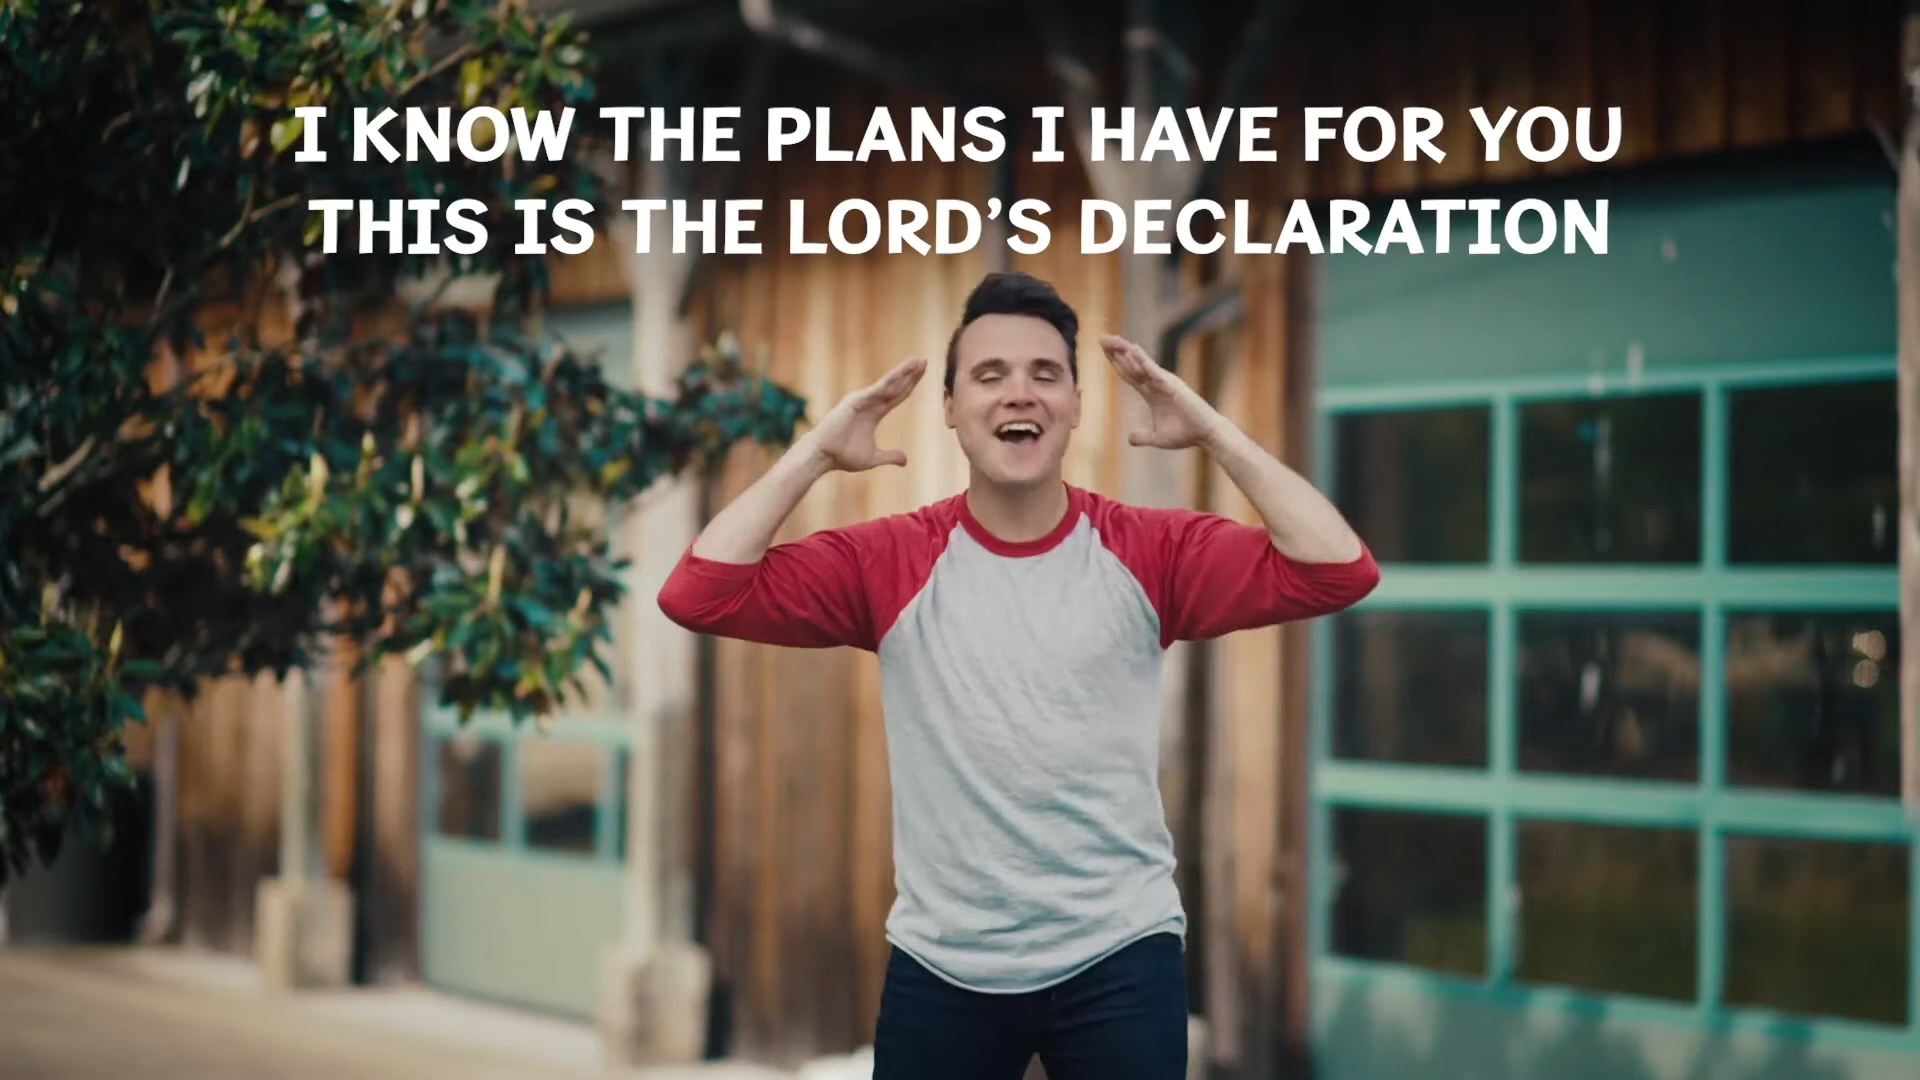 I KNOW THE PLANS I HAVE FOR YOU
THIS IS THE LORD’S DECLARATION